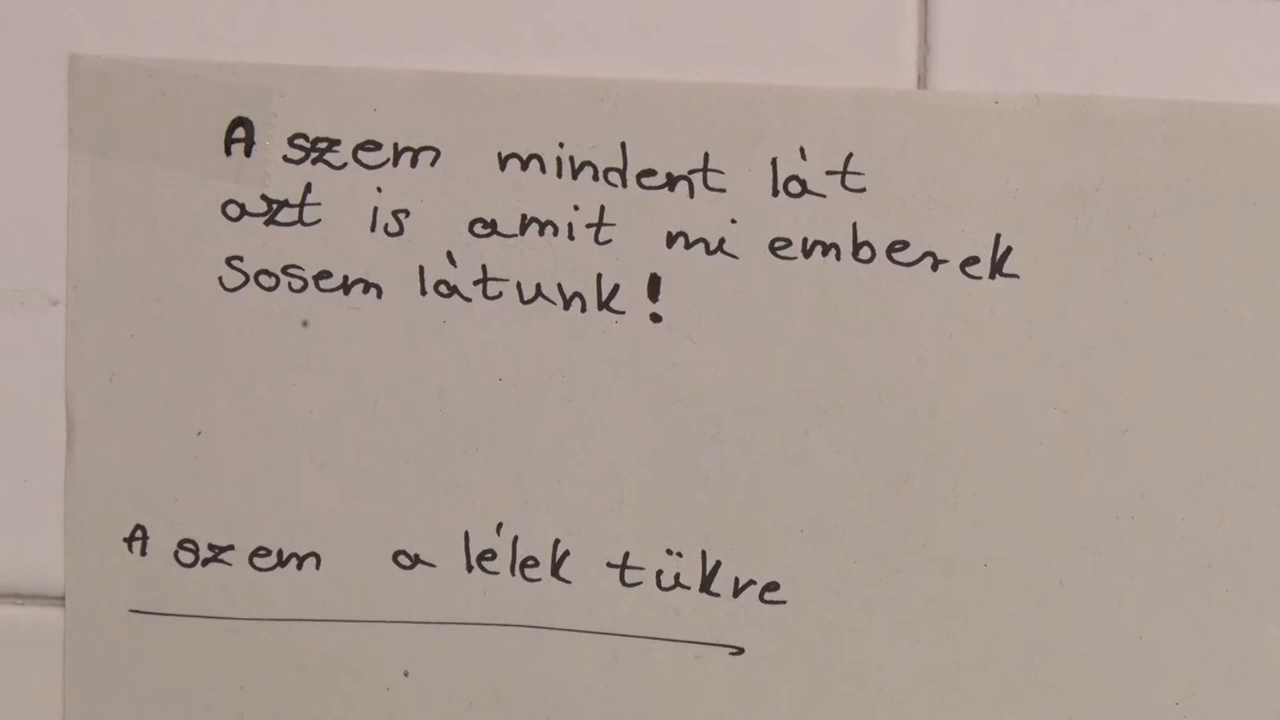 A szem mindent lát
azt is amit mi emberek
sosem látunk!
A szem a lélek tükre